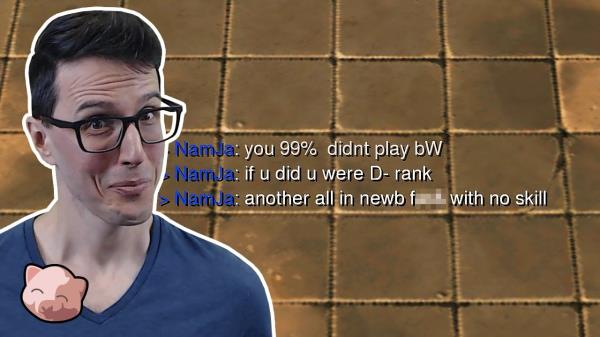 > NamJa: you 99% didnt play bW
> NamJa: if u did u were D- rank
> NamJa: another all in newb f with no skill